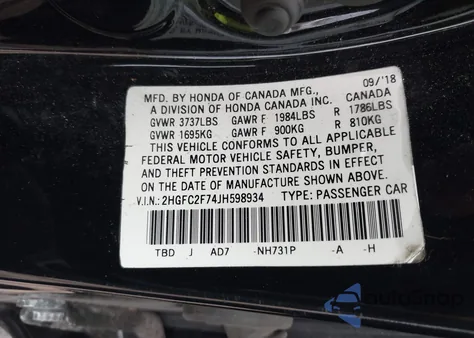 09/'18
MFD. BY HONDA OF CANADA MFG., CANADA
A DIVISION OF HONDA CANADA INC.
GVWR 3737LBS GAWR F 1984LBS R 1786LBS
GVWR 1695KG GAWR F 900KG R 810KG
THIS VEHICLE CONFORMS TO ALL APPLICABLE
FEDERAL MOTOR VEHICLE SAFETY, BUMPER,
AND THEFT PREVENTION STANDARDS IN EFFECT
ON THE DATE OF MANUFACTURE SHOWN ABOVE.
V.I.N.: 2HGFC2F74JH598934 TYPE: PASSENGER CAR
TBD J AD7 -NH731P -A -H
autoSnap